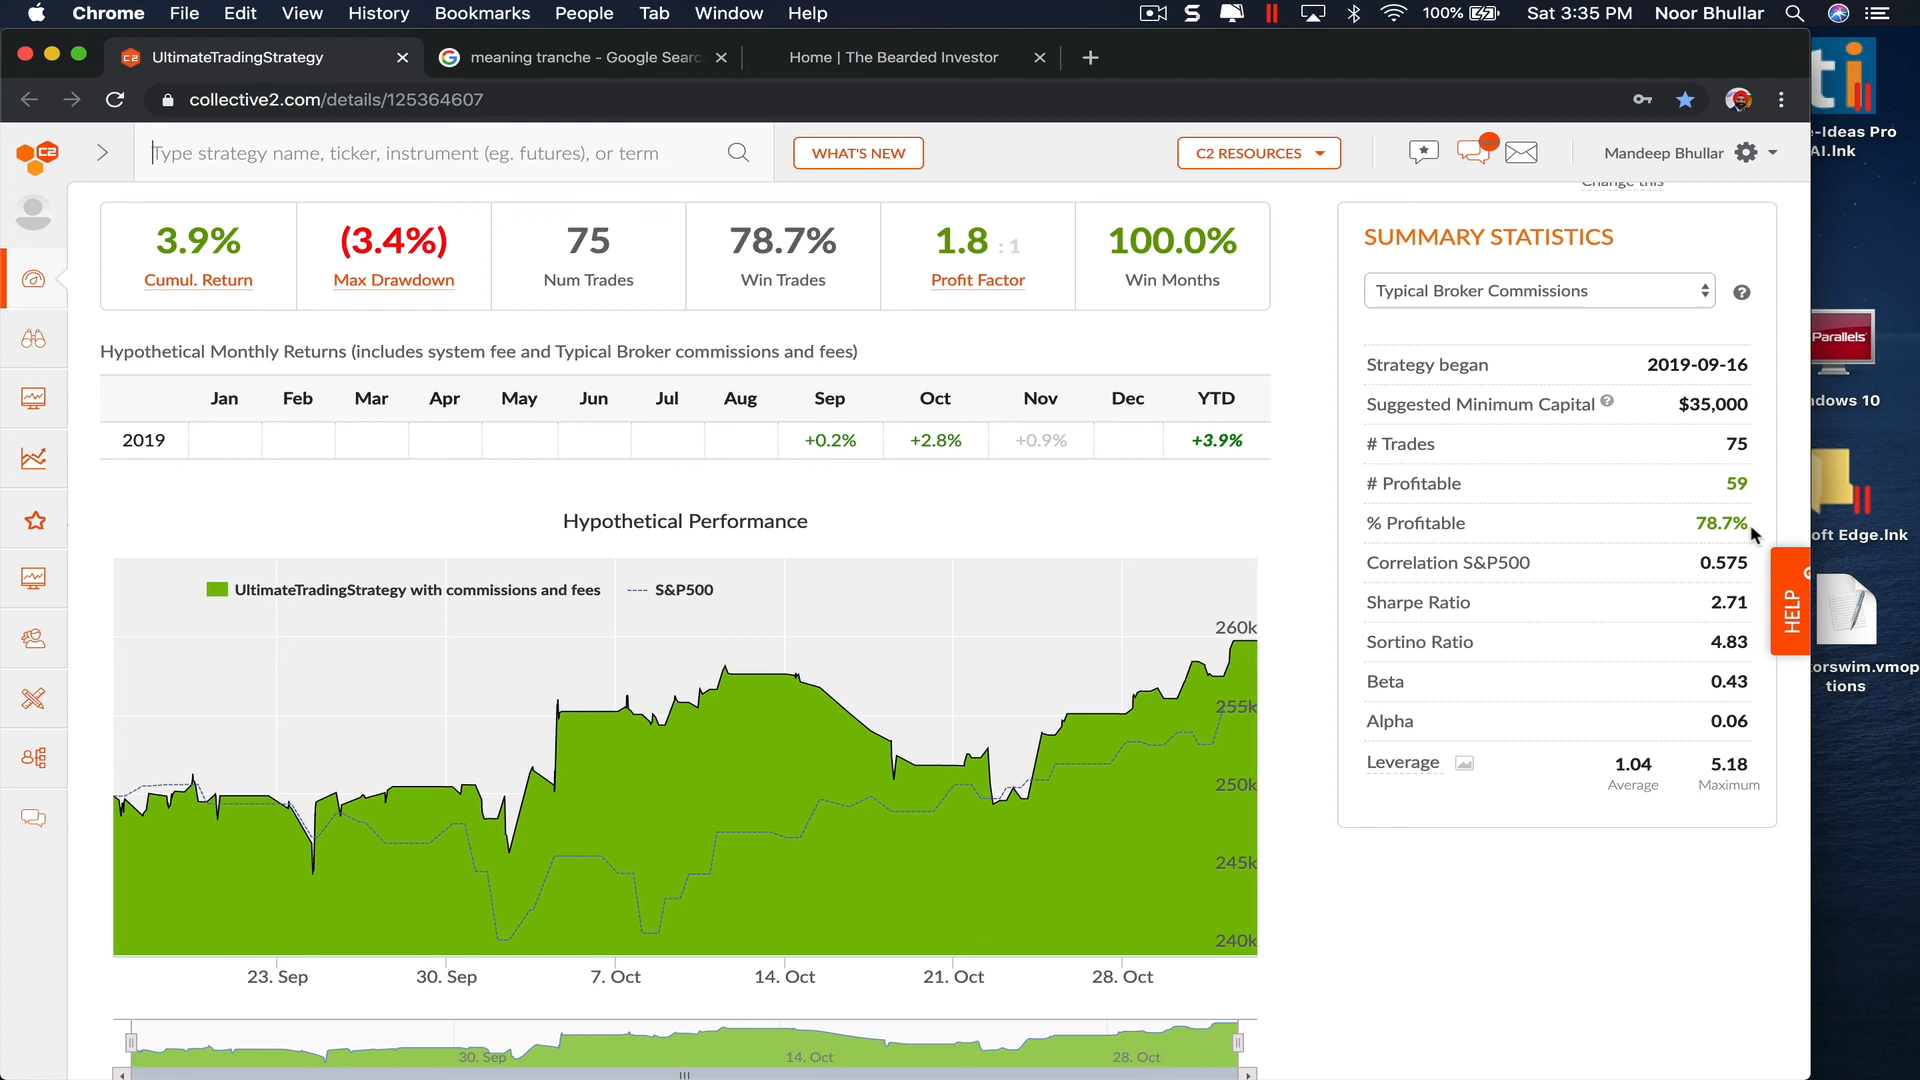 Chrome File Edit View History Bookmarks People Tab Window Help 100% Sat 3:35 PM Noor Bhullar
UltimateTradingStrategy
meaning tranche - Google Searc
Home | The Bearded Investor
collective2.com/details/125364607
C2
Type strategy name, ticker, instrument (eg. futures), or term
WHAT'S NEW
C2 RESOURCES
Mandeep Bhullar
Change this
3.9% (3.4%) 75 78.7% 1.8 : 1 100.0%
Cumul. Return Max Drawdown Num Trades Win Trades Profit Factor Win Months
Hypothetical Monthly Returns (includes system fee and Typical Broker commissions and fees)
Jan Feb Mar Apr May Jun Jul Aug Sep Oct Nov Dec YTD
2019 +0.2% +2.8% +0.9% +3.9%
Hypothetical Performance
UltimateTradingStrategy with commissions and fees S&P500
260k
255k
250k
245k
240k
23. Sep 30. Sep 7. Oct 14. Oct 21. Oct 28. Oct
30. Sep 14. Oct 28. Oct
SUMMARY STATISTICS
Typical Broker Commissions
Strategy began 2019-09-16
Suggested Minimum Capital $35,000
# Trades 75
# Profitable 59
% Profitable 78.7%
Correlation S&P500 0.575
Sharpe Ratio 2.71
Sortino Ratio 4.83
Beta 0.43
Alpha 0.06
Leverage 1.04 5.18
Average Maximum
HELP
ti
e-Ideas Pro
AI.lnk
Parallels
ndows 10
oft Edge.lnk
orswim.vmop
tions